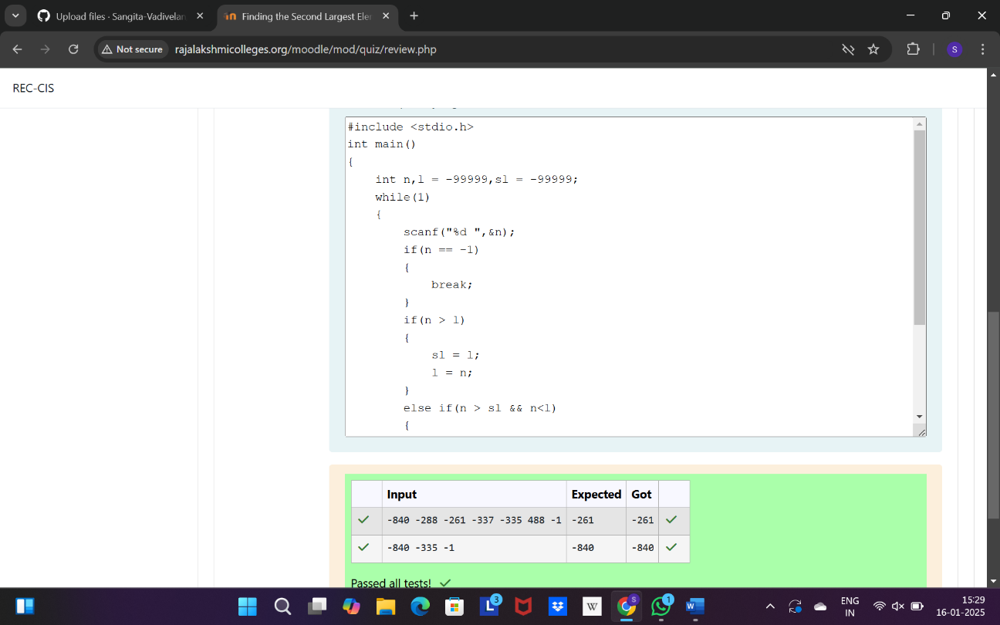 Upload files · Sangita-Vadivelan
Finding the Second Largest Eler
Not secure
rajalakshmicolleges.org/moodle/mod/quiz/review.php
S
REC-CIS
#include <stdio.h>
int main()
{
int n,l = -99999,sl = -99999;
while(1)
{
scanf("%d ",&n);
if(n == -1)
{
break;
}
if(n > l)
{
sl = l;
l = n;
}
else if(n > sl && n<l)
{
Input Expected Got
-840 -288 -261 -337 -335 488 -1 -261 -261
-840 -335 -1 -840 -840
Passed all tests!
L 3
W
S
1
W
ENG
IN
15:29
16-01-2025